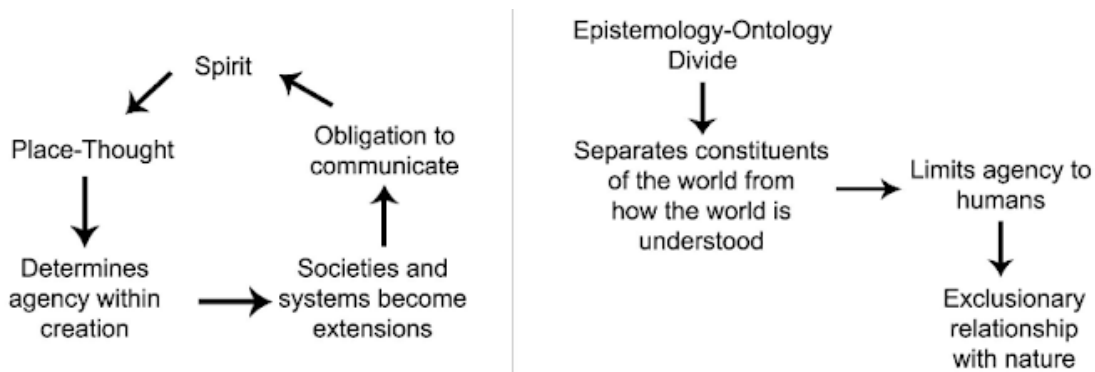 Spirit
Place-Thought
Obligation to
communicate
Determines
agency within
creation
Societies and
systems become
extensions
Epistemology-Ontology
Divide
Separates constituents
of the world from
how the world is
understood
Limits agency to
humans
Exclusionary
relationship
with nature